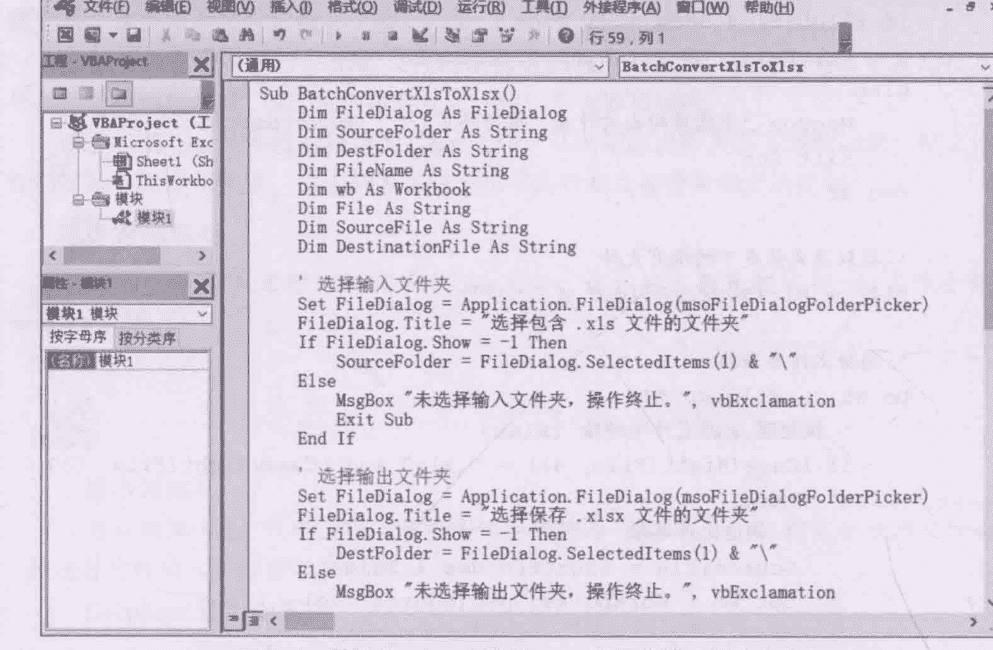 文件(F) 编辑(E) 视图(V) 插入(I) 格式(O) 调试(D) 运行(R) 工具(T) 外接程序(A) 窗口(W) 帮助(H)
行 59，列 1
工程 - VBAProject
(通用)
BatchConvertXlsToXlsx
VBAProject (工
Microsoft Exc
Sheet1 (Sh
ThisWorkbo
模块
模块1
属性 - 模块1
模块1 模块
按字母序 按分类序
(名称) 模块1
Sub BatchConvertXlsToXlsx()
Dim FileDialog As FileDialog
Dim SourceFolder As String
Dim DestFolder As String
Dim FileName As String
Dim wb As Workbook
Dim File As String
Dim SourceFile As String
Dim DestinationFile As String
' 选择输入文件夹
Set FileDialog = Application.FileDialog(msoFileDialogFolderPicker)
FileDialog.Title = "选择包含 .xls 文件的文件夹"
If FileDialog.Show = -1 Then
SourceFolder = FileDialog.SelectedItems(1) & "\"
Else
MsgBox "未选择输入文件夹，操作终止。", vbExclamation
Exit Sub
End If
' 选择输出文件夹
Set FileDialog = Application.FileDialog(msoFileDialogFolderPicker)
FileDialog.Title = "选择保存 .xlsx 文件的文件夹"
If FileDialog.Show = -1 Then
DestFolder = FileDialog.SelectedItems(1) & "\"
Else
MsgBox "未选择输出文件夹，操作终止。", vbExclamation